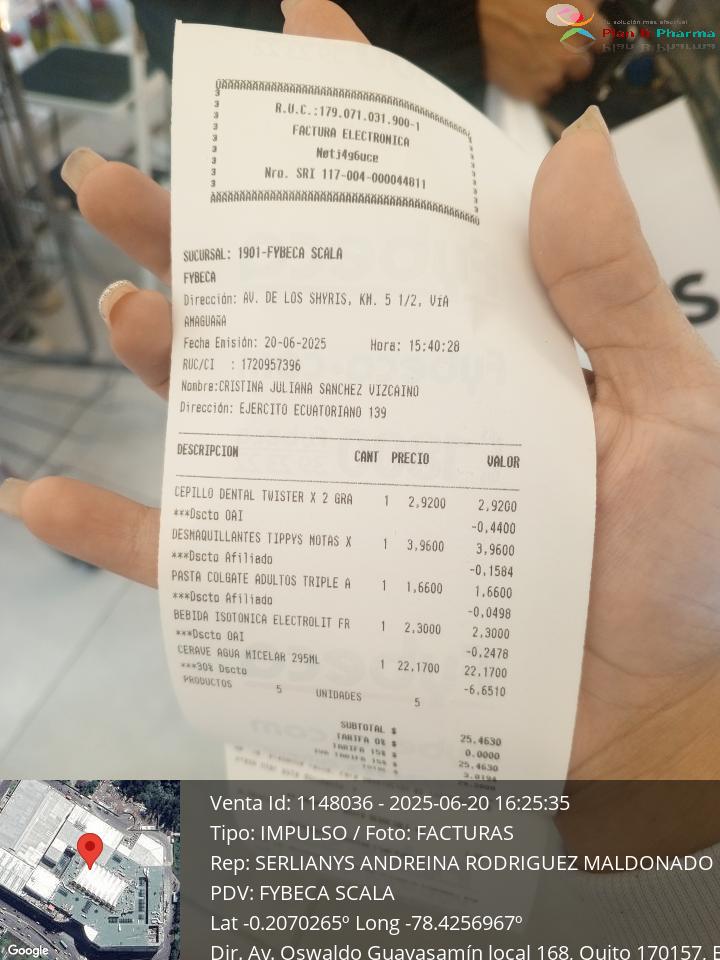 Tu solución más efectiva!
Plan B Pharma
R.U.C.:179.071.031.900-1
FACTURA ELECTRONICA
Nro. SRI 117-004-000044811
SUCURSAL: 1901-FYBECA SCALA
FYBECA
Dirección: AV. DE LOS SHYRIS, KM. 5 1/2, VíA
AMAGUAÑA
Fecha Emisión: 20-06-2025 Hora: 15:40:28
RUC/CI : 1720957396
Nombre:CRISTINA JULIANA SANCHEZ VIZCAINO
Dirección: EJERCITO ECUATORIANO 139
DESCRIPCION CANT PRECIO VALOR
CEPILLO DENTAL TWISTER X 2 GRA 1 2,9200 2,9200
***Dscto OAI -0,4400
DESMAQUILLANTES TIPPYS MOTAS X 1 3,9600 3,9600
***Dscto Afiliado -0,1584
PASTA COLGATE ADULTOS TRIPLE A 1 1,6600 1,6600
***Dscto Afiliado -0,0498
BEBIDA ISOTONICA ELECTROLIT FR 1 2,3000 2,3000
***Dscto OAI -0,2478
CERAVE AGUA MICELAR 295ML 1 22,1700 22,1700
***30% Dscto -6,6510
PRODUCTOS 5 UNIDADES 5
SUBTOTAL $ 25.4630
TARIFA 0% $ 0.0000
TARIFA 15% $ 25.4630
Venta Id: 1148036 - 2025-06-20 16:25:35
Tipo: IMPULSO / Foto: FACTURAS
Rep: SERLIANYS ANDREINA RODRIGUEZ MALDONADO
PDV: FYBECA SCALA
Lat -0.2070265º Long -78.4256967º
Dir. Av. Oswaldo Guayasamín local 168, Quito 170157, E
Google